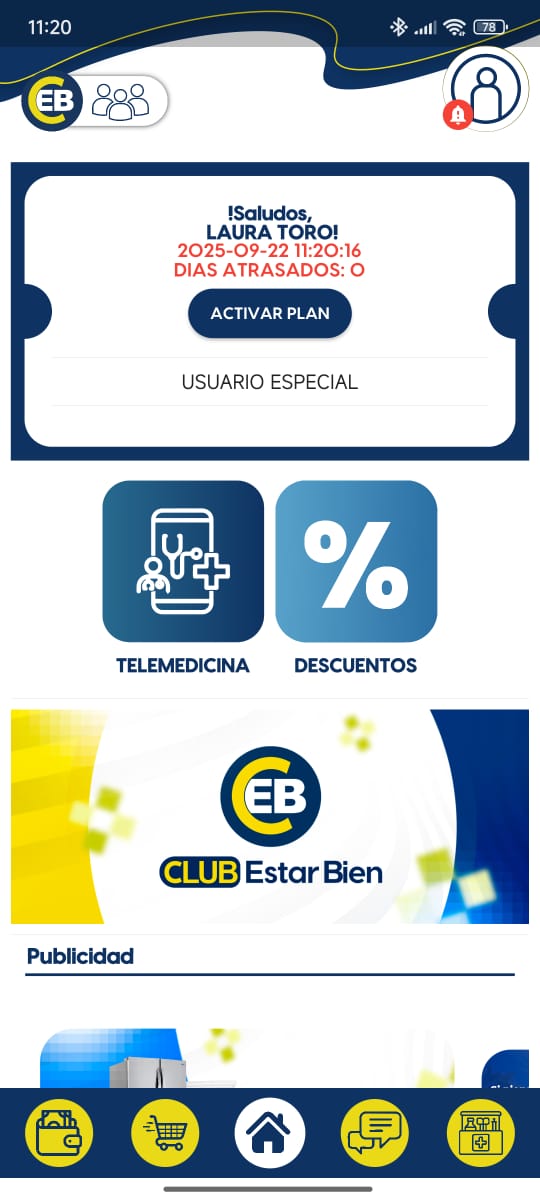 11:20
78
EB
!Saludos,
LAURA TORO!
2025-09-22 11:20:16
DIAS ATRASADOS: 0
ACTIVAR PLAN
USUARIO ESPECIAL
%
TELEMEDICINA
DESCUENTOS
CEB
CLUB Estar Bien
Publicidad